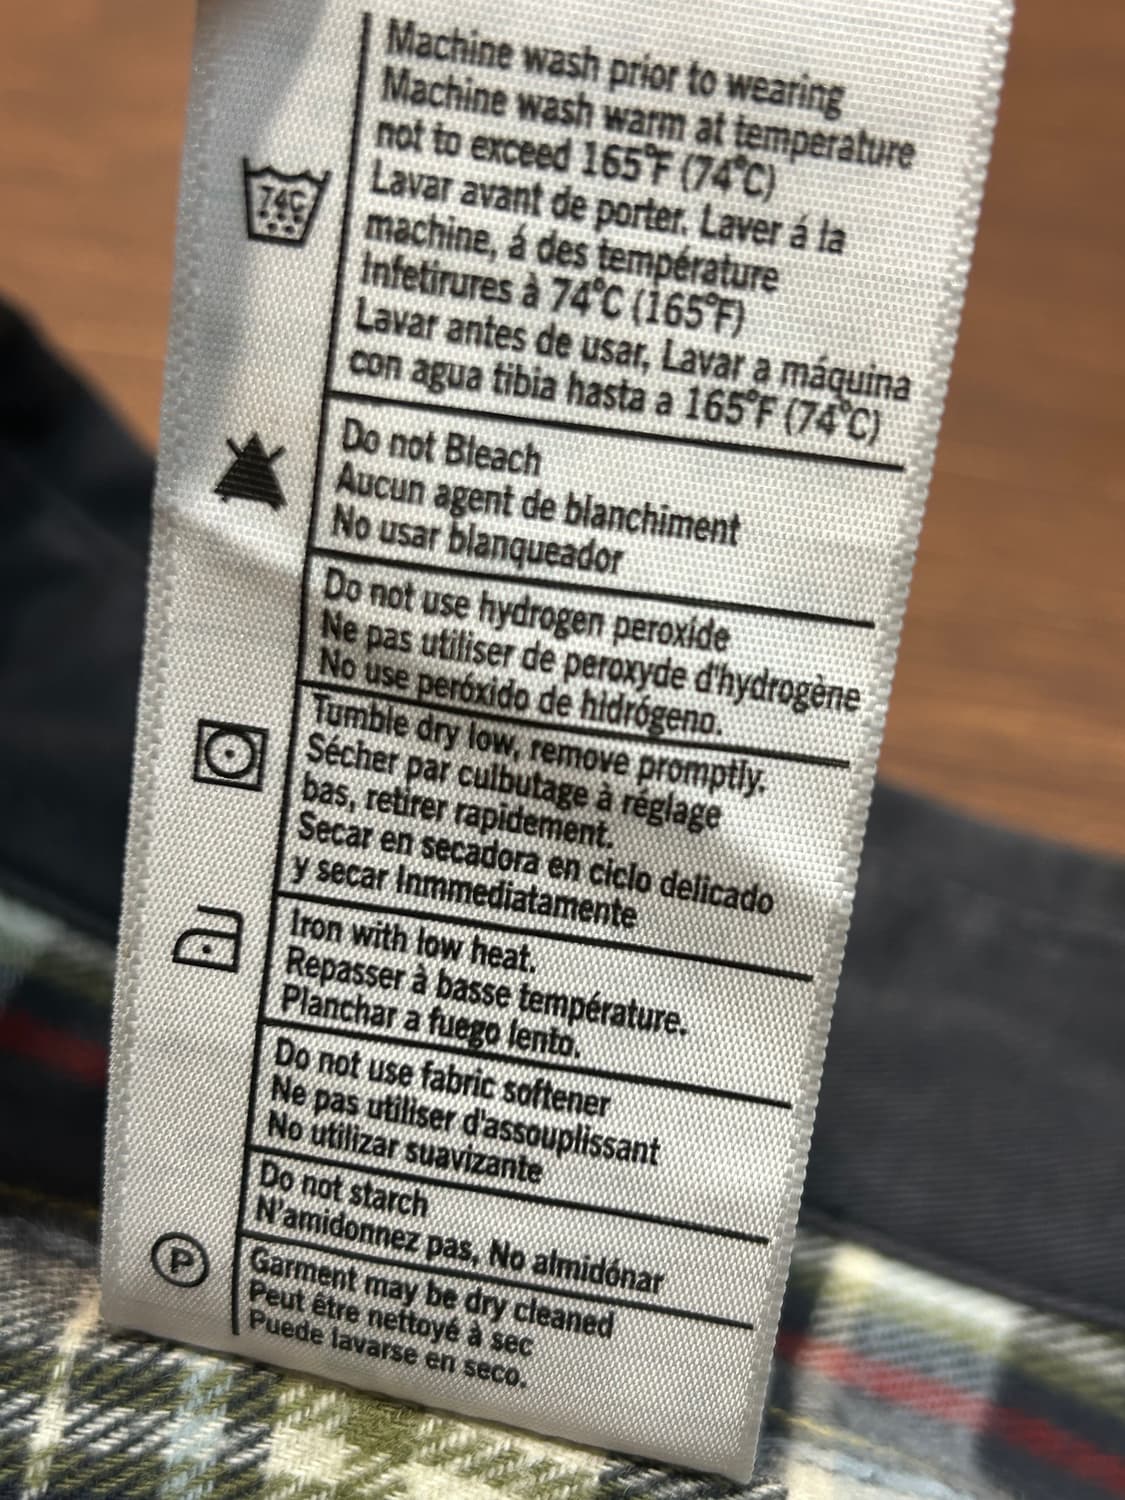 Machine wash prior to wearing
Machine wash warm at temperature
not to exceed 165°F (74°C)
74C
Lavar avant de porter. Laver á la
machine, á des température
Infetirures à 74°C (165°F)
Lavar antes de usar, Lavar a máquina
con agua tibia hasta a 165°F (74°C)
Do not Bleach
Aucun agent de blanchiment
No usar blanqueador
Do not use hydrogen peroxide
Ne pas utiliser de peroxyde d'hydrogène
No use peróxido de hidrógeno.
Tumble dry low, remove promptly.
Sécher par culbutage à réglage
bas, retirer rapidement.
Secar en secadora en ciclo delicado
y secar Inmmediatamente
Iron with low heat.
Repasser à basse température.
Planchar a fuego lento.
Do not use fabric softener
Ne pas utiliser d'assouplissant
No utilizar suavizante
Do not starch
N'amidonnez pas, No almidónar
P
Garment may be dry cleaned
Peut être nettoyé à sec
Puede lavarse en seco.